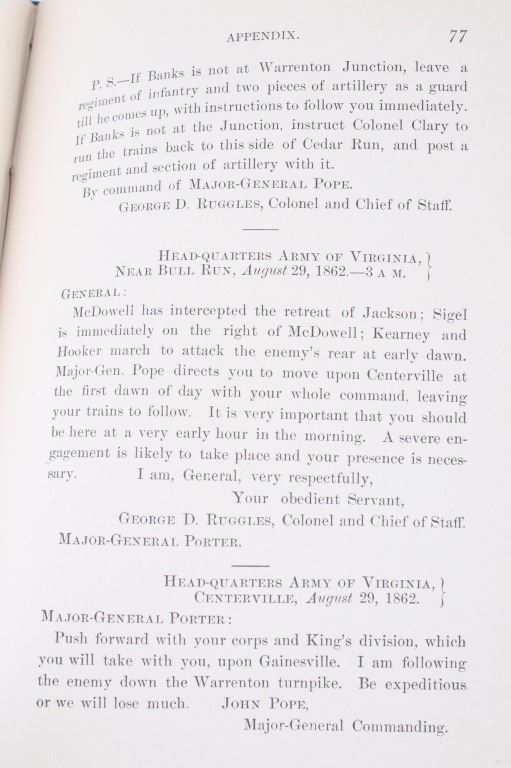 APPENDIX. 77
P. S.—If Banks is not at Warrenton Junction, leave a
regiment of infantry and two pieces of artillery as a guard
till he comes up, with instructions to follow you immediately.
If Banks is not at the Junction, instruct Colonel Clary to
run the trains back to this side of Cedar Run, and post a
regiment and section of artillery with it.
By command of MAJOR-GENERAL POPE.
GEORGE D. RUGGLES, Colonel and Chief of Staff.
HEAD-QUARTERS ARMY OF VIRGINIA,
NEAR BULL RUN, August 29, 1862.—3 A M. }
GENERAL:
McDowell has intercepted the retreat of Jackson; Sigel
is immediately on the right of McDowell; Kearney and
Hooker march to attack the enemy's rear at early dawn.
Major-Gen. Pope directs you to move upon Centerville at
the first dawn of day with your whole command, leaving
your trains to follow. It is very important that you should
be here at a very early hour in the morning. A severe en-
gagement is likely to take place and your presence is neces-
sary. I am, General, very respectfully,
Your obedient Servant,
GEORGE D. RUGGLES, Colonel and Chief of Staff.
MAJOR-GENERAL PORTER.
HEAD-QUARTERS ARMY OF VIRGINIA,
CENTERVILLE, August 29, 1862. }
MAJOR-GENERAL PORTER:
Push forward with your corps and King's division, which
you will take with you, upon Gainesville. I am following
the enemy down the Warrenton turnpike. Be expeditious
or we will lose much. JOHN POPE,
Major-General Commanding.